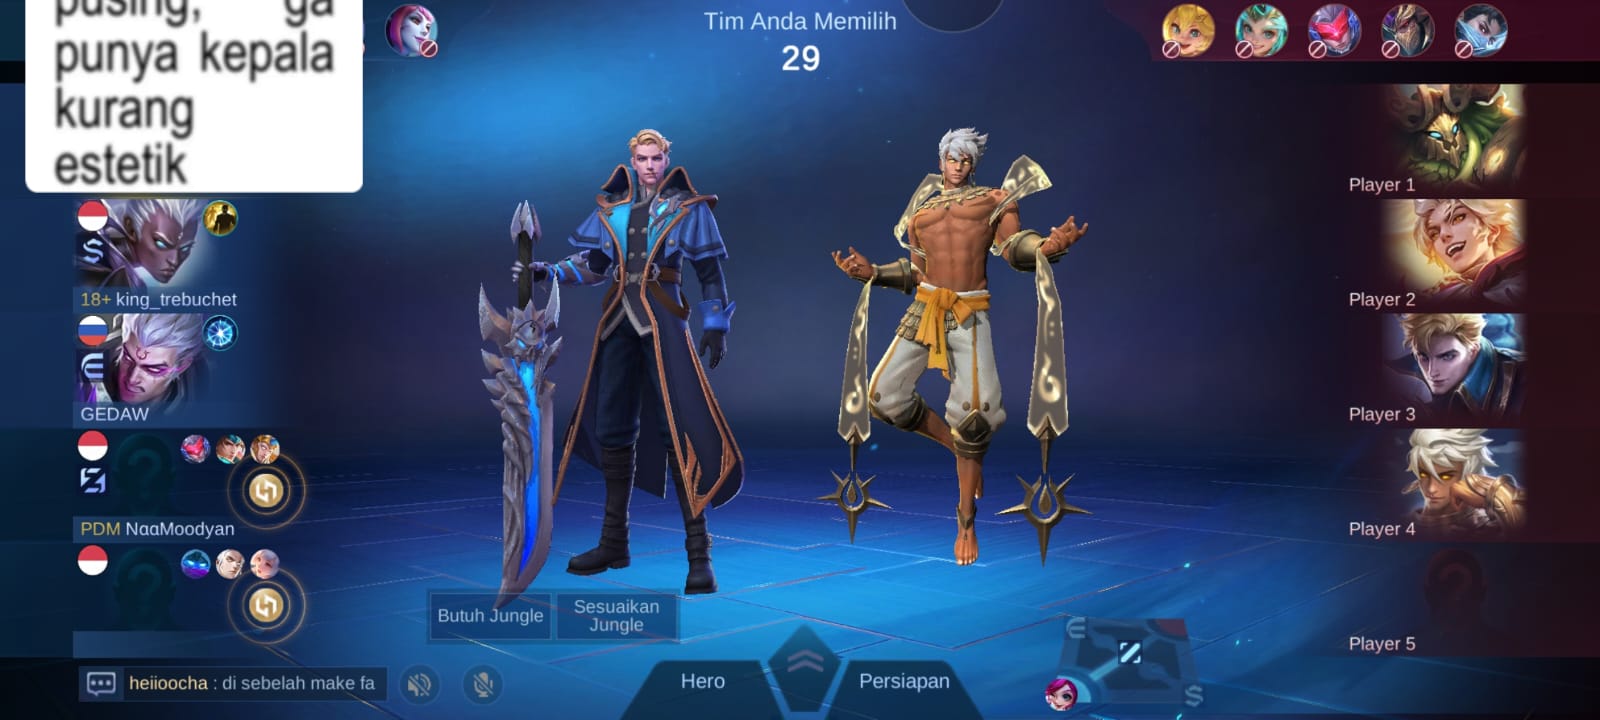 pusing, ga
punya kepala
kurang
estetik
Tim Anda Memilih
29
18+ king_trebuchet
GEDAW
PDM NɑɑMoodyan
Player 1
Player 2
Player 3
Player 4
Player 5
Butuh Jungle
Sesuaikan
Jungle
heiioocha : di sebelah make fa
Hero
Persiapan